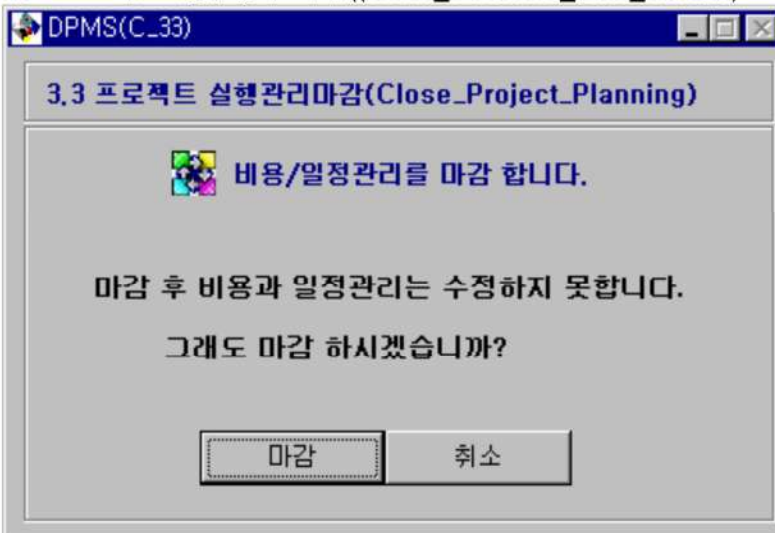 DPMS(C_33)
3.3 프로젝트 실행관리마감(Close_Project_Planning)
비용/일정관리를 마감 합니다.
마감 후 비용과 일정관리는 수정하지 못합니다.
그래도 마감 하시겠습니까?
마감
취소